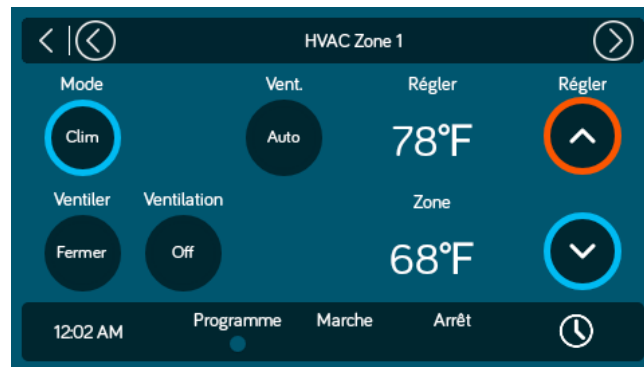 HVAC Zone 1
Mode Vent. Régler Régler
Clim Auto 78°F
Ventiler Ventilation Zone
Fermer Off 68°F
12:02 AM Programme Marche Arrêt